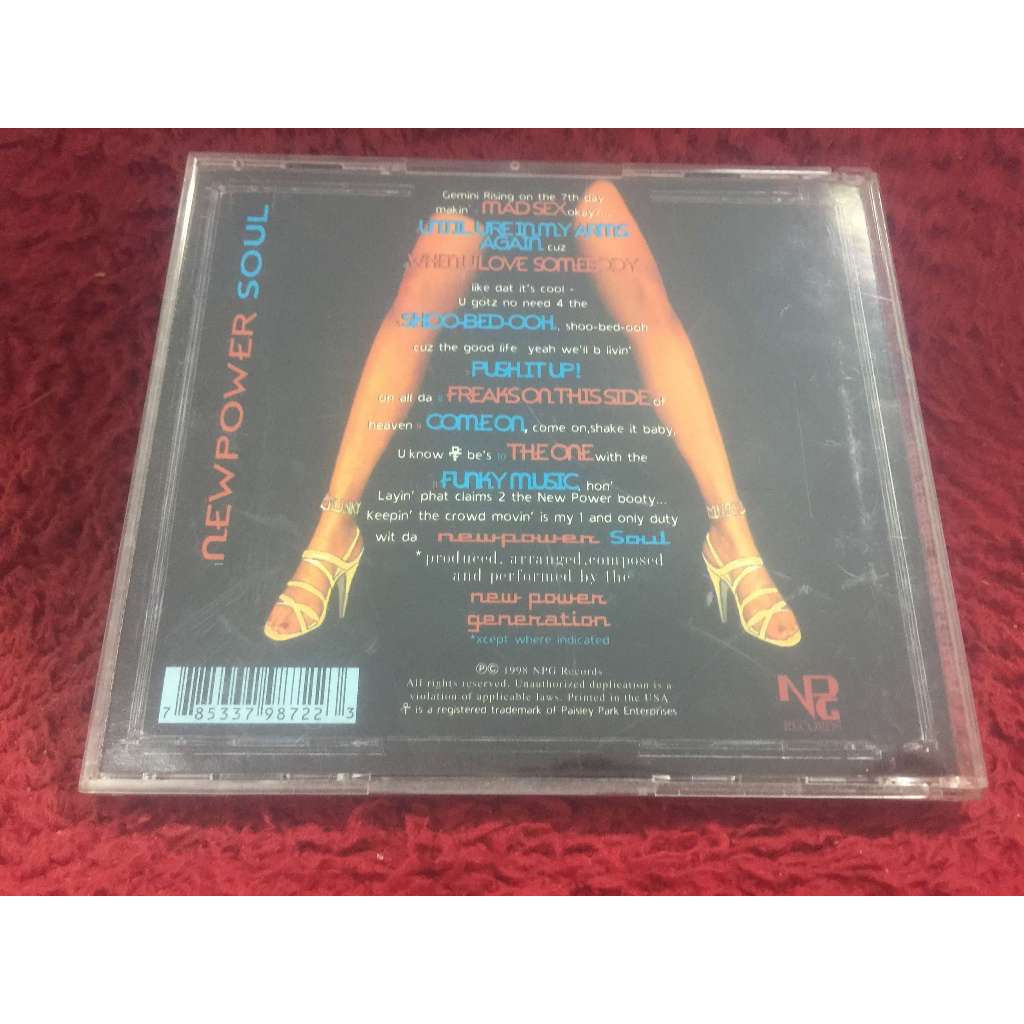 NEWPOWER SOUL
Gemini Rising on the 7th day
makin' MAD SEX okay?...
UNTIL U'RE IN MY ARMS
AGAIN. cuz
WHEN U LOVE SOMEBODY
like dat it's cool -
U gotz no need 4 the
SHOO-BED-OOH., shoo-bed-ooh
cuz the good life yeah we'll b livin'
PUSH IT UP!
on all da FREAKS ON THIS SIDE of
heaven COME ON, come on,shake it baby,
U know be's THE ONE with the
FUNKY MUSIC, hon'
Layin' phat claims 2 the New Power booty...
Keepin' the crowd movin' is my 1 and only duty
wit da newpower Soul
*produced, arranged,composed
and performed by the
new power
generation
*xcept where indicated
℗© 1998 NPG Records
All rights reserved. Unauthorized duplication is a
violation of applicable laws. Printed in the USA
is a registered trademark of Paisley Park Enterprises
7 85337 98722 3
NPG
RECORDS